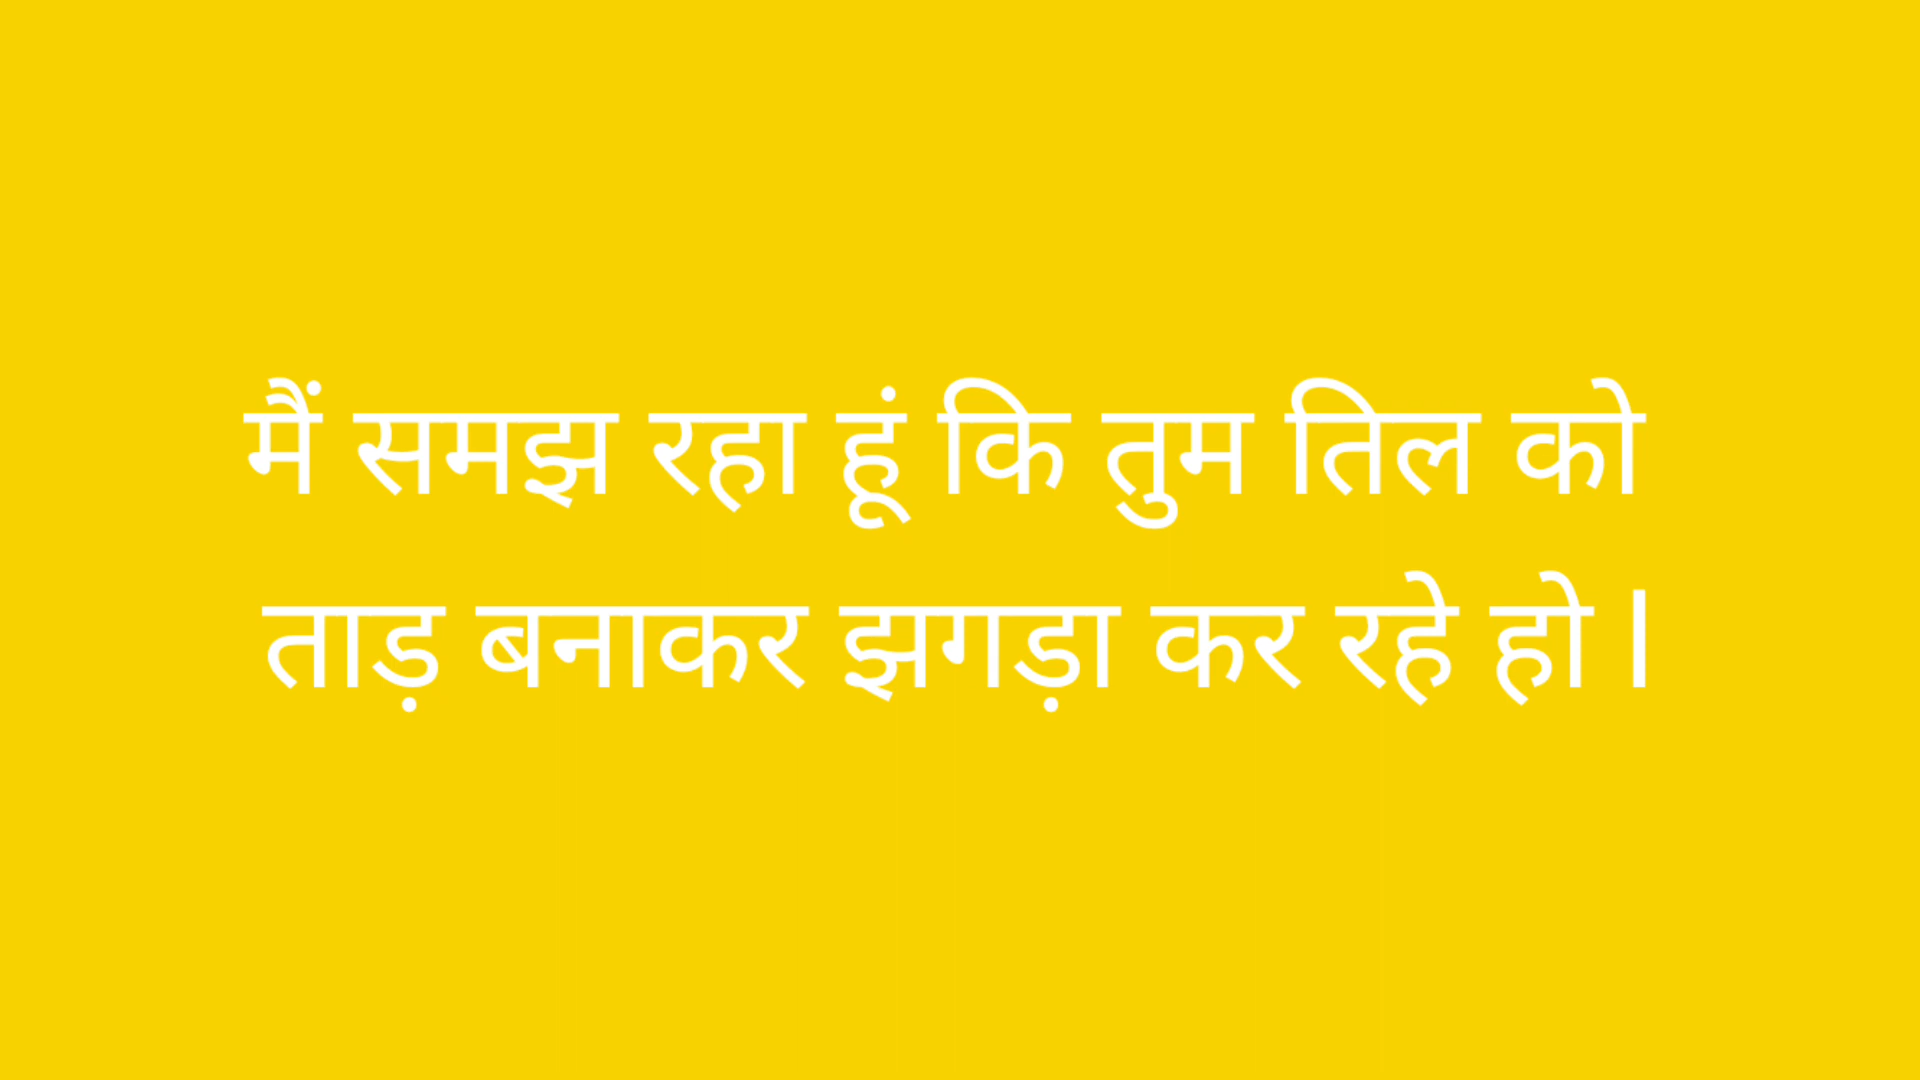 मैं समझ रहा हूं कि तुम तिल को
ताड़ बनाकर झगड़ा कर रहे हो l